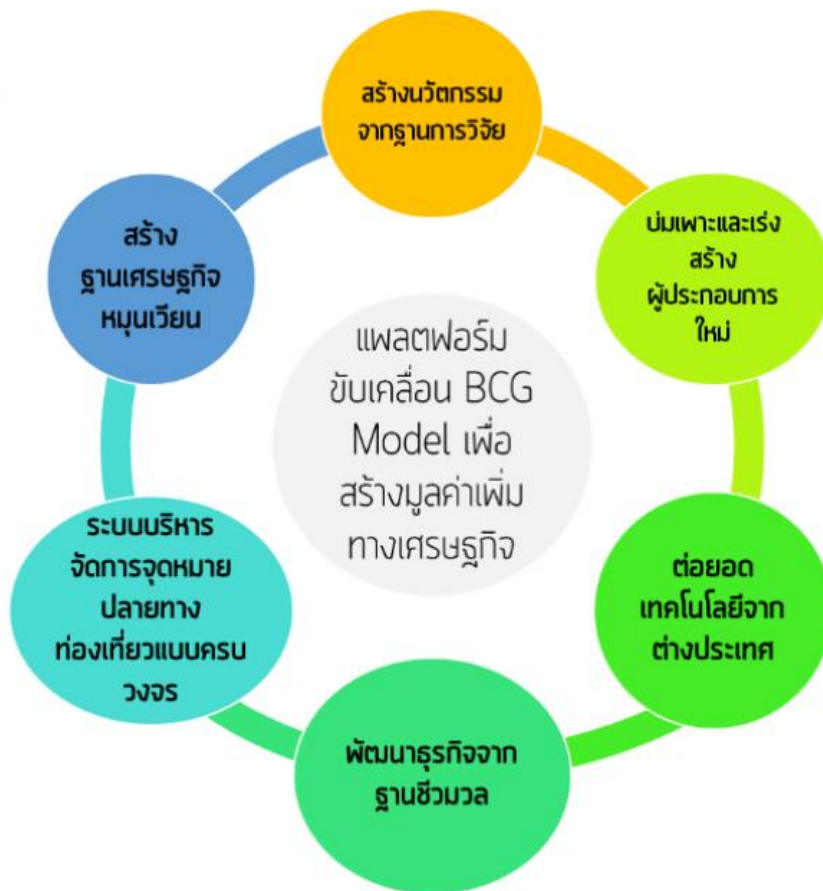 สร้างนวัตกรรม
จากฐานการวิจัย
บ่มเพาะและเร่ง
สร้าง
ผู้ประกอบการ
ใหม่
ต่อยอด
เทคโนโลยีจาก
ต่างประเทศ
พัฒนาธุรกิจจาก
ฐานชีวมวล
ระบบบริหาร
จัดการจุดหมาย
ปลายทาง
ท่องเที่ยวแบบครบ
วงจร
สร้าง
ฐานเศรษฐกิจ
หมุนเวียน
แพลตฟอร์ม
ขับเคลื่อน BCG
Model เพื่อ
สร้างมูลค่าเพิ่ม
ทางเศรษฐกิจ